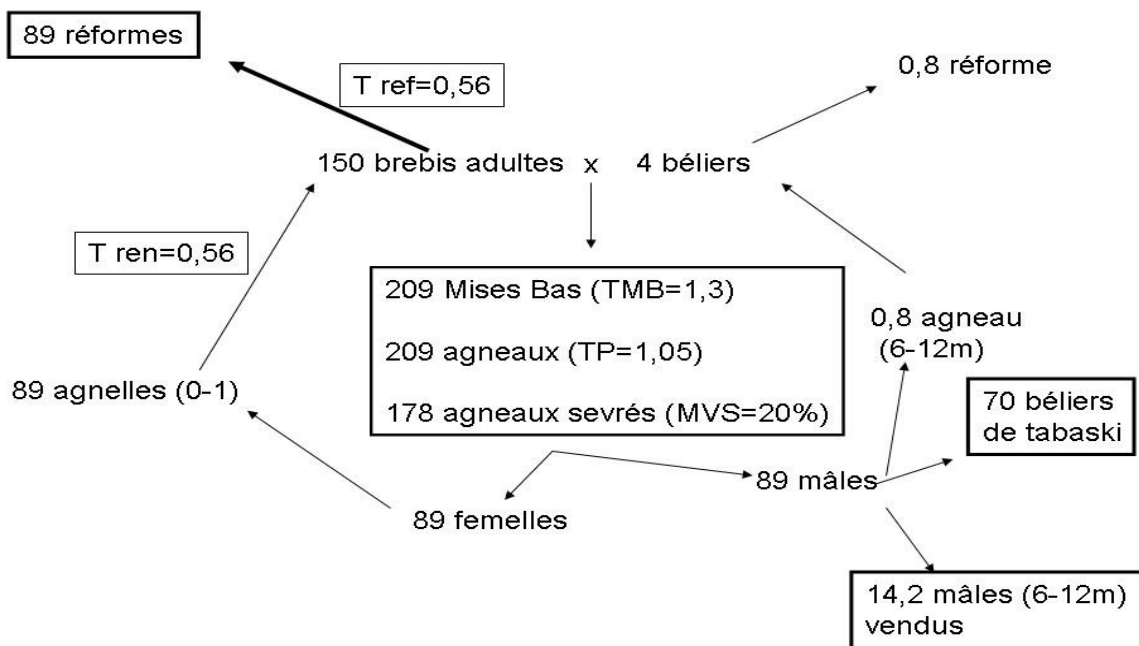 89 réformes
0,8 réforme
T ref=0,56
150 brebis adultes x 4 béliers
T ren=0,56
209 Mises Bas (TMB=1,3)
209 agneaux (TP=1,05)
178 agneaux sevrés (MVS=20%)
0,8 agneau
(6-12m)
89 agnelles (0-1)
70 béliers
de tabaski
89 mâles
89 femelles
14,2 mâles (6-12m)
vendus